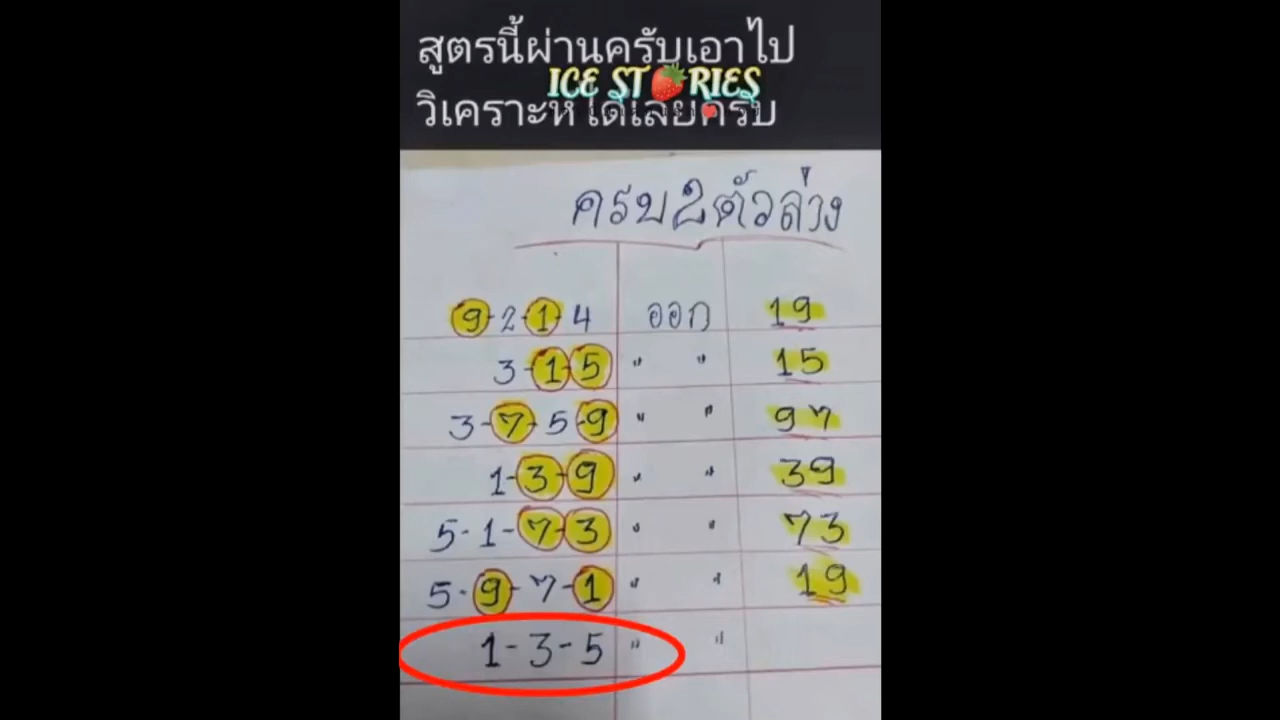 สูตรนี้ผ่านครับเอาไป
ICE STORIES
วิเคราะห์ได้เลยครับ
ครบ2ตัวล่าง
9-2-1-4 ออก 19
3-1-5 " " 15
3-7-5-9 " " 97
1-3-9 " " 39
5-1-7-3 " " 73
5-9-7-1 " " 19
1-3-5 " "